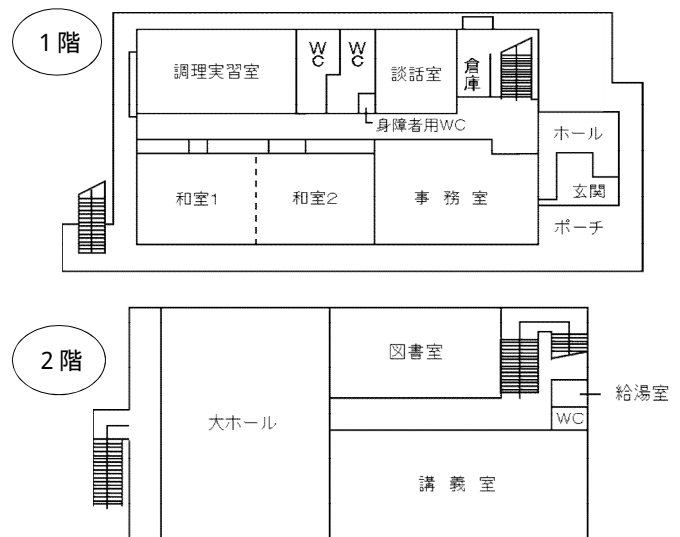 1階
調理実習室
WC
WC
談話室
倉庫
身障者用WC
ホール
玄関
和室1
和室2
事務室
ポーチ
2階
図書室
給湯室
WC
大ホール
講義室